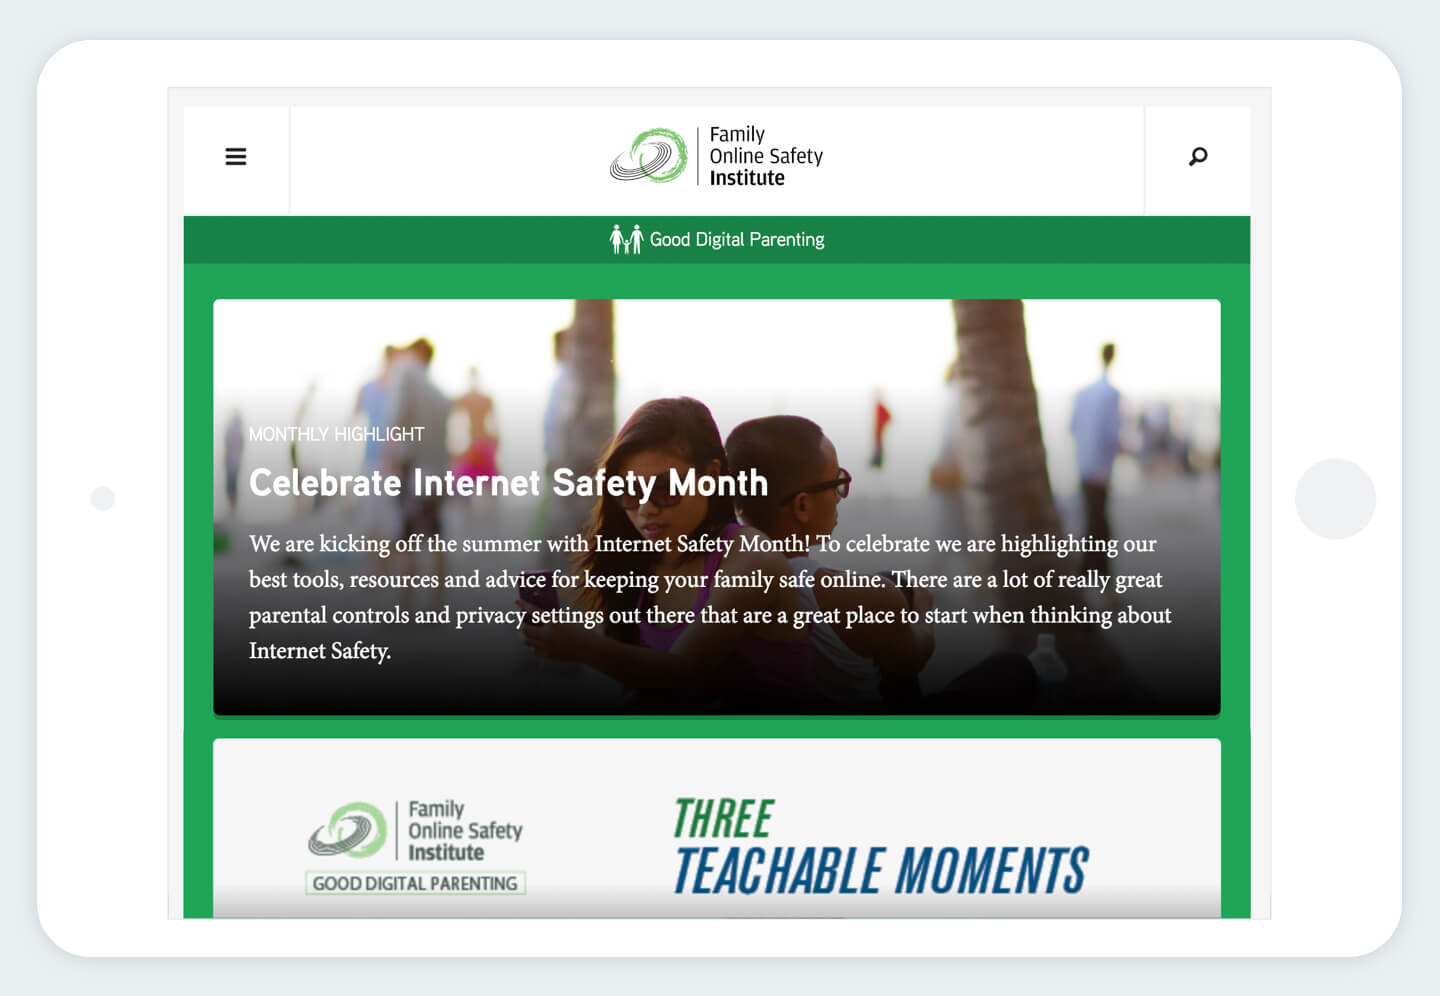 Family
Online Safety
Institute
Good Digital Parenting
MONTHLY HIGHLIGHT
Celebrate Internet Safety Month
We are kicking off the summer with Internet Safety Month! To celebrate we are highlighting our
best tools, resources and advice for keeping your family safe online. There are a lot of really great
parental controls and privacy settings out there that are a great place to start when thinking about
Internet Safety.
Family
Online Safety
Institute
GOOD DIGITAL PARENTING
THREE
TEACHABLE MOMENTS